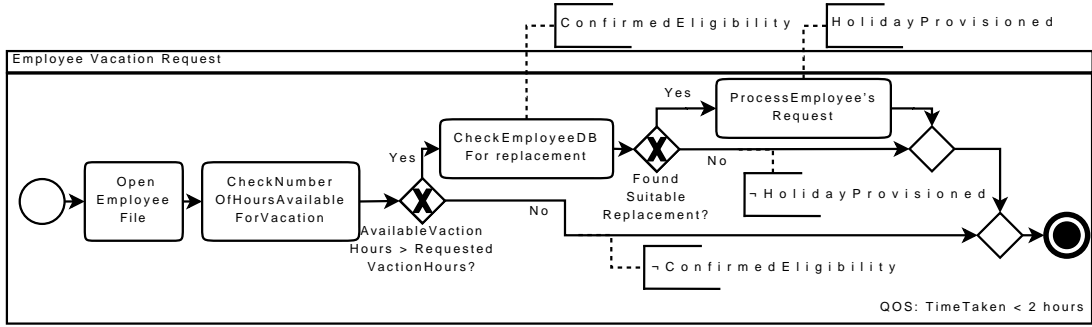 ConfirmedEligibility
HolidayProvisioned
Employee Vacation Request
Yes
ProcessEmployee's
Request
CheckEmployeeDB
For replacement
Yes
No
Found
Suitable
Replacement?
¬HolidayProvisioned
Open
Employee
File
CheckNumber
OfHoursAvailable
ForVacation
No
AvailableVaction
Hours > Requested
VactionHours?
¬ConfirmedEligibility
QOS: TimeTaken < 2 hours